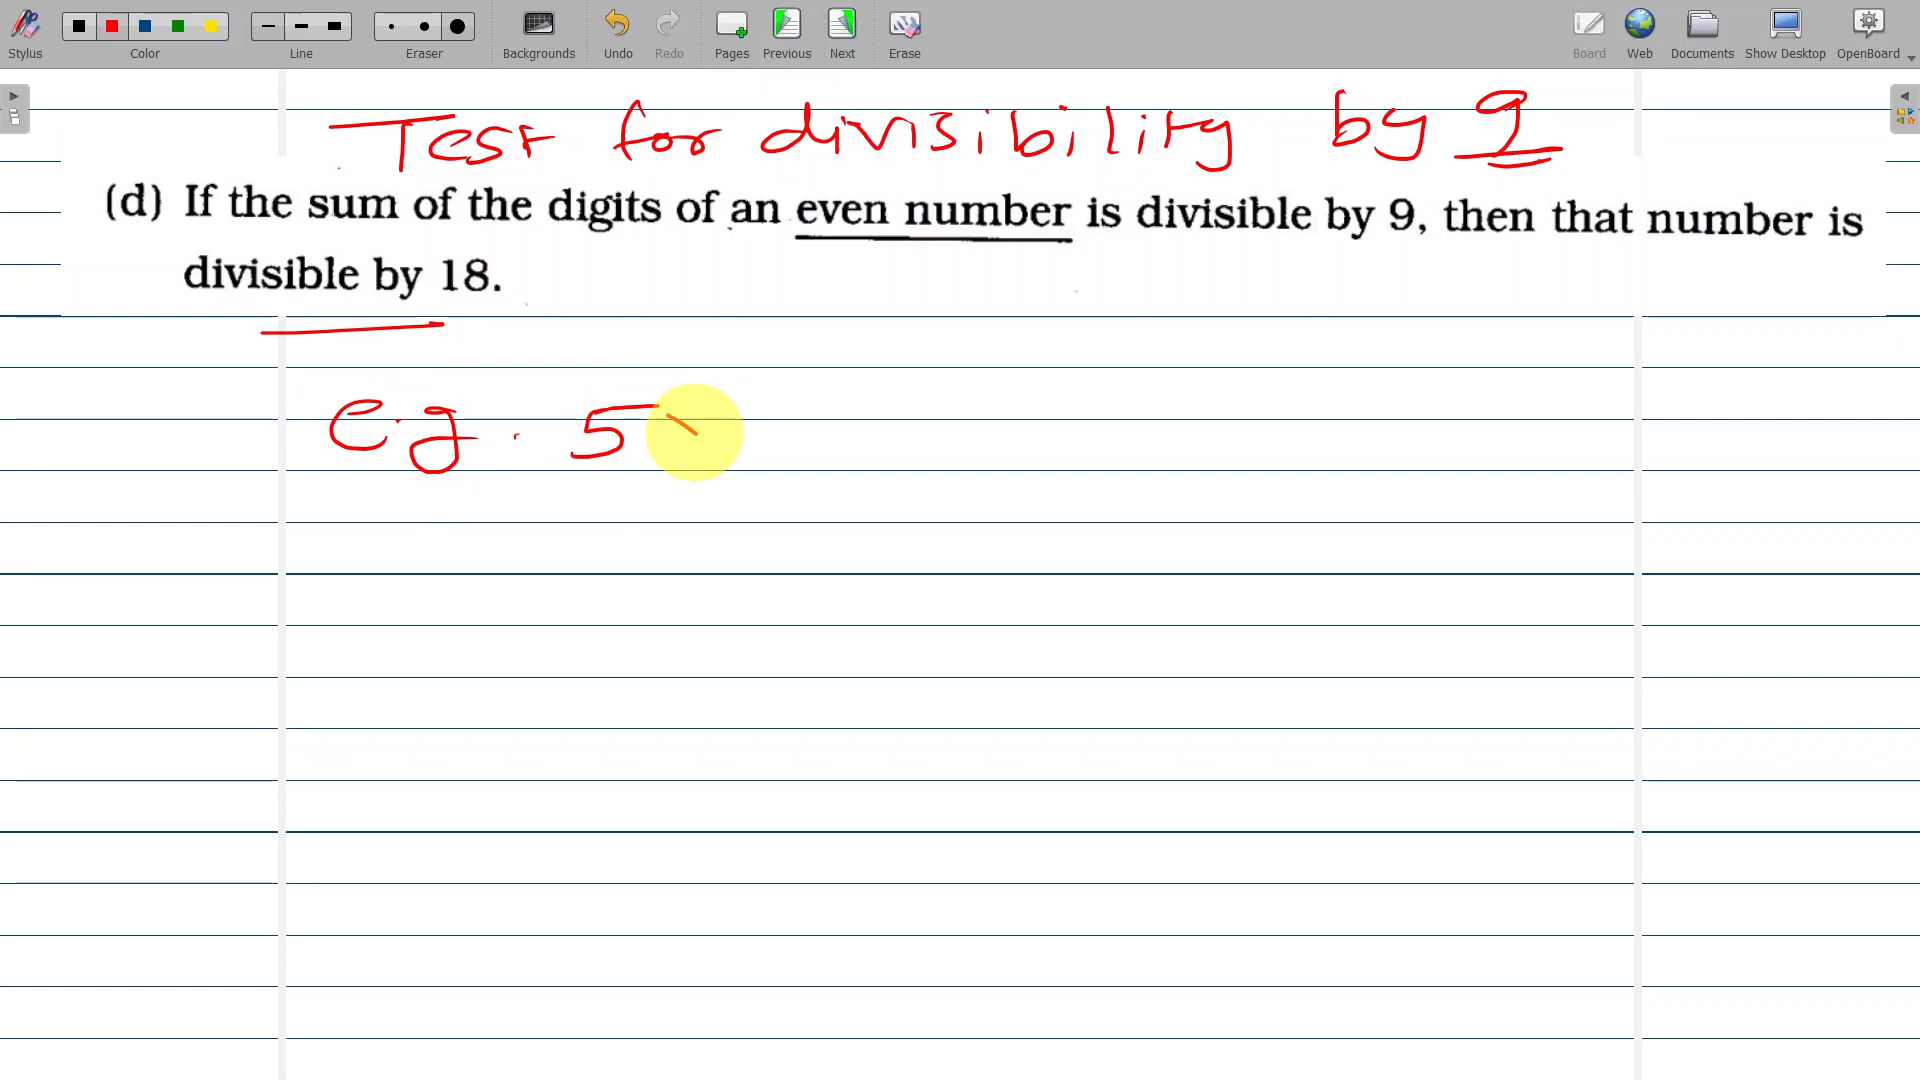 Stylus Color Line Eraser Backgrounds Undo Redo Pages Previous Next Erase Board Web Documents Show Desktop OpenBoard
Test for divisibility by 9
(d) If the sum of the digits of an even number is divisible by 9, then that number is
divisible by 18.
e.g. 5